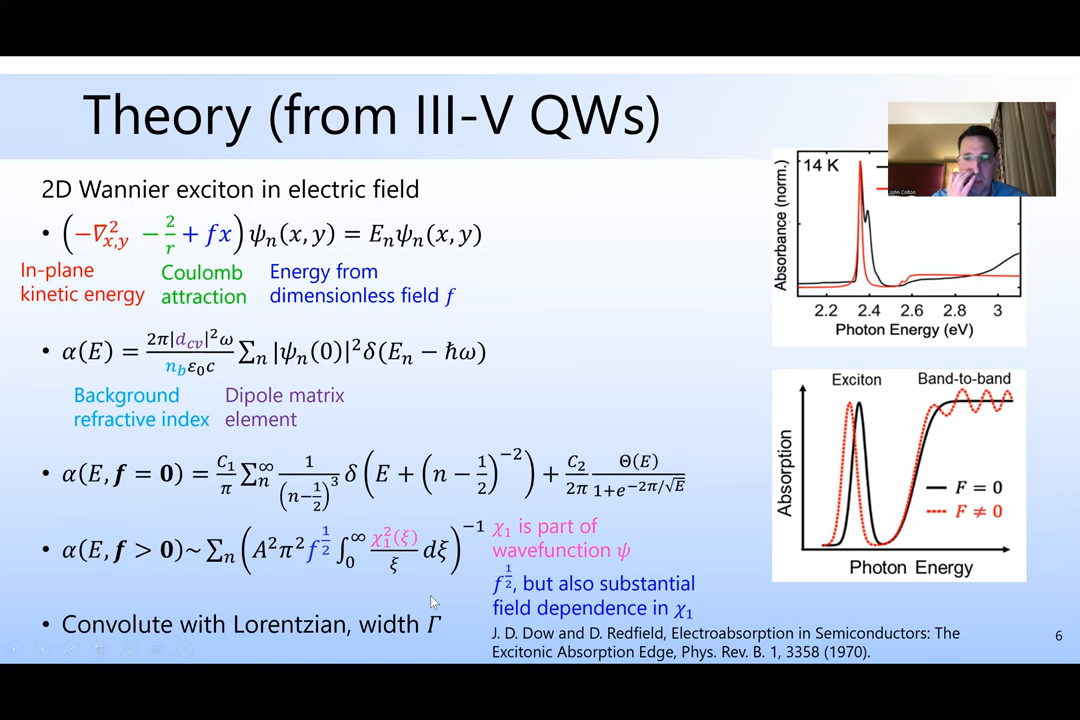 Theory (from III-V QWs)
2D Wannier exciton in electric field
• (−∇²ₓ,ᵧ − 2/r + fx) ψₙ(x, y) = Eₙψₙ(x, y)
In-plane kinetic energy
Coulomb attraction
Energy from dimensionless field f
• α(E) = 2π|d_cv|²ω / n_b ε₀c ∑ₙ |ψₙ(0)|² δ(Eₙ − ℏω)
Background refractive index
Dipole matrix element
• α(E, f = 0) = C₁/π ∑ₙ^∞ 1/(n−1/2)³ δ(E + (n − 1/2)⁻²) + C₂/2π Θ(E)/(1+e^(−2π/√E))
• α(E, f > 0)~ ∑ₙ (A²π²f^(1/2) ∫₀^∞ χ₁²(ξ)/ξ dξ)⁻¹
χ₁ is part of
wavefunction ψ
f^(1/2), but also substantial
field dependence in χ₁
• Convolute with Lorentzian, width Γ
J. D. Dow and D. Redfield, Electroabsorption in Semiconductors: The
Excitonic Absorption Edge, Phys. Rev. B. 1, 3358 (1970).
6
John Colton
14 K
Absorbance (norm.)
2.2 2.4 2.6 2.8 3
Photon Energy (eV)
Exciton Band-to-band
Absorption
F = 0
F ≠ 0
Photon Energy